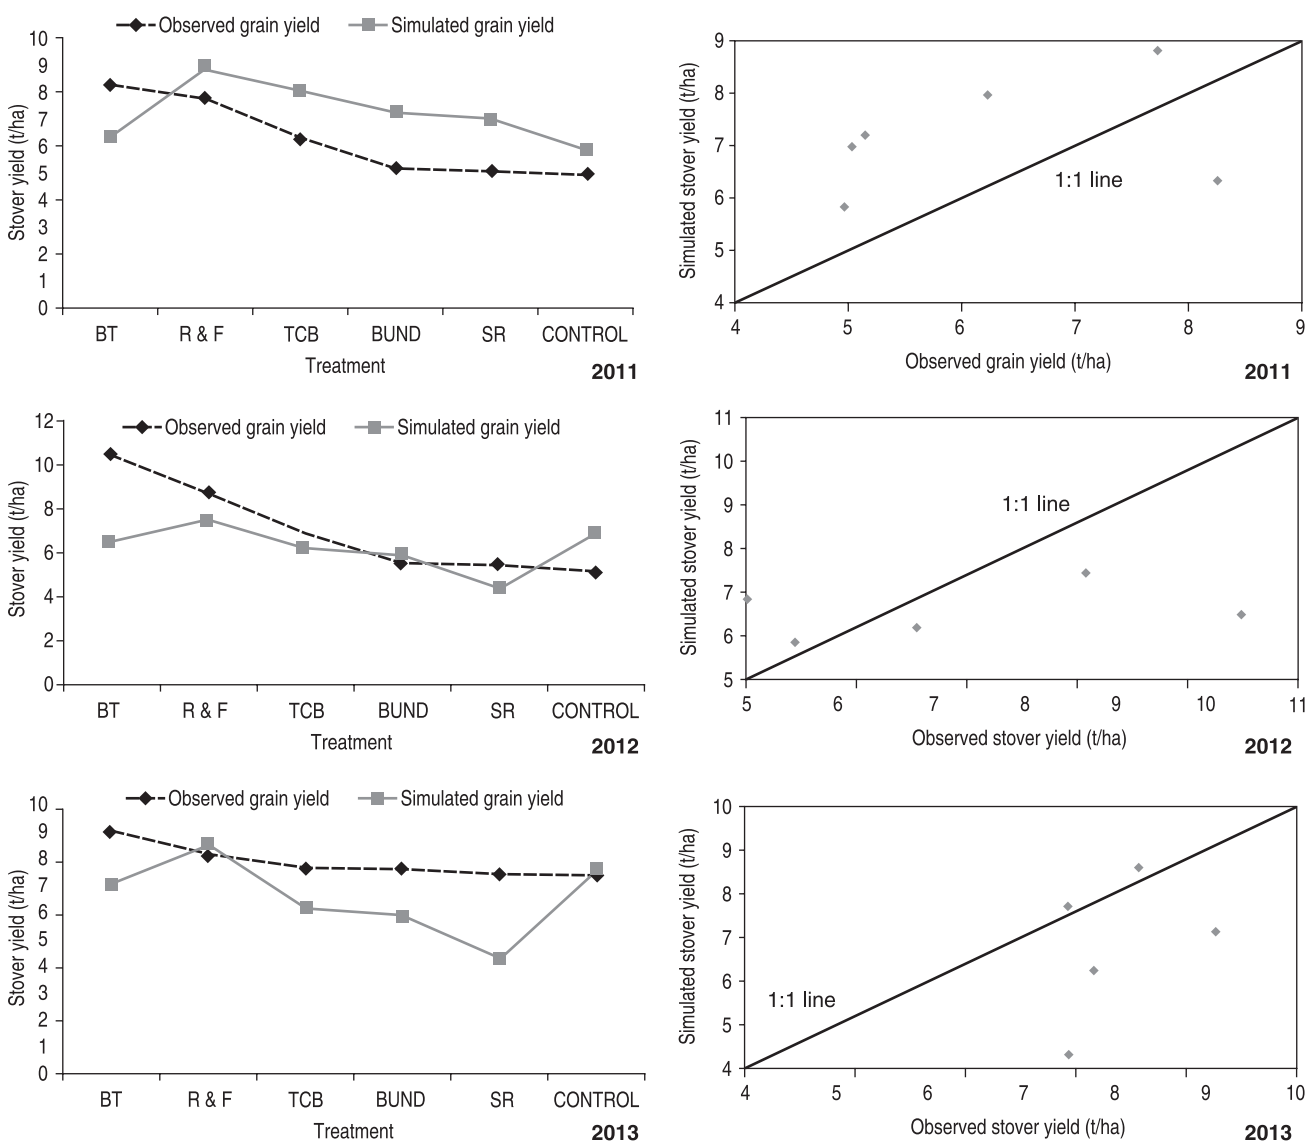 Observed grain yield Simulated grain yield
10
9
8
7
6
5
4
3
2
1
0
Stover yield (t/ha)
BT R & F TCB BUND SR CONTROL
Treatment
2011
9
8
7
6
5
4
Simulated stover yield (t/ha)
1:1 line
4 5 6 7 8 9
Observed grain yield (t/ha)
2011
Observed grain yield Simulated grain yield
12
10
8
6
4
2
0
Stover yield (t/ha)
BT R & F TCB BUND SR CONTROL
Treatment
2012
11
10
9
8
7
6
5
Simulated stover yield (t/ha)
1:1 line
5 6 7 8 9 10 11
Observed stover yield (t/ha)
2012
Observed grain yield Simulated grain yield
10
9
8
7
6
5
4
3
2
1
0
Stover yield (t/ha)
BT R & F TCB BUND SR CONTROL
Treatment
2013
10
9
8
7
6
5
4
Simulated stover yield (t/ha)
1:1 line
4 5 6 7 8 9 10
Observed stover yield (t/ha)
2013